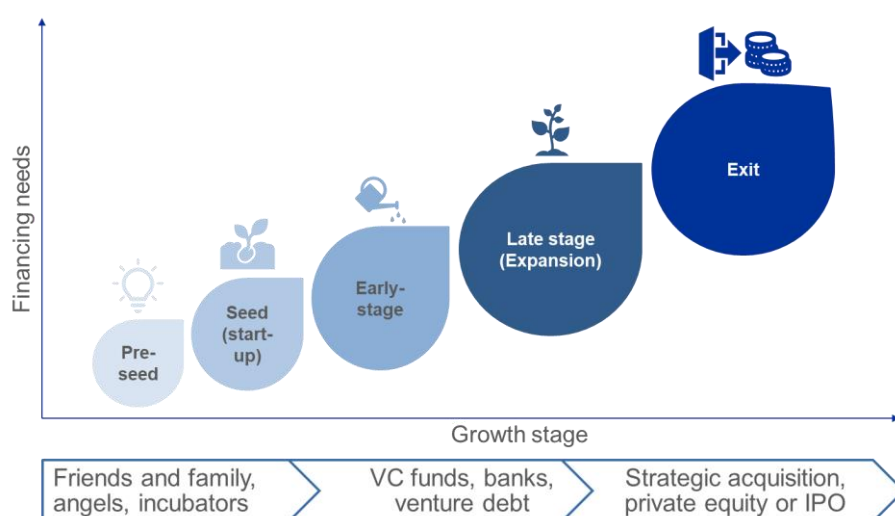 Financing needs
Pre-
seed
Seed
(start-
up)
Early-
stage
Late stage
(Expansion)
Exit
Growth stage
Friends and family,
angels, incubators
VC funds, banks,
venture debt
Strategic acquisition,
private equity or IPO